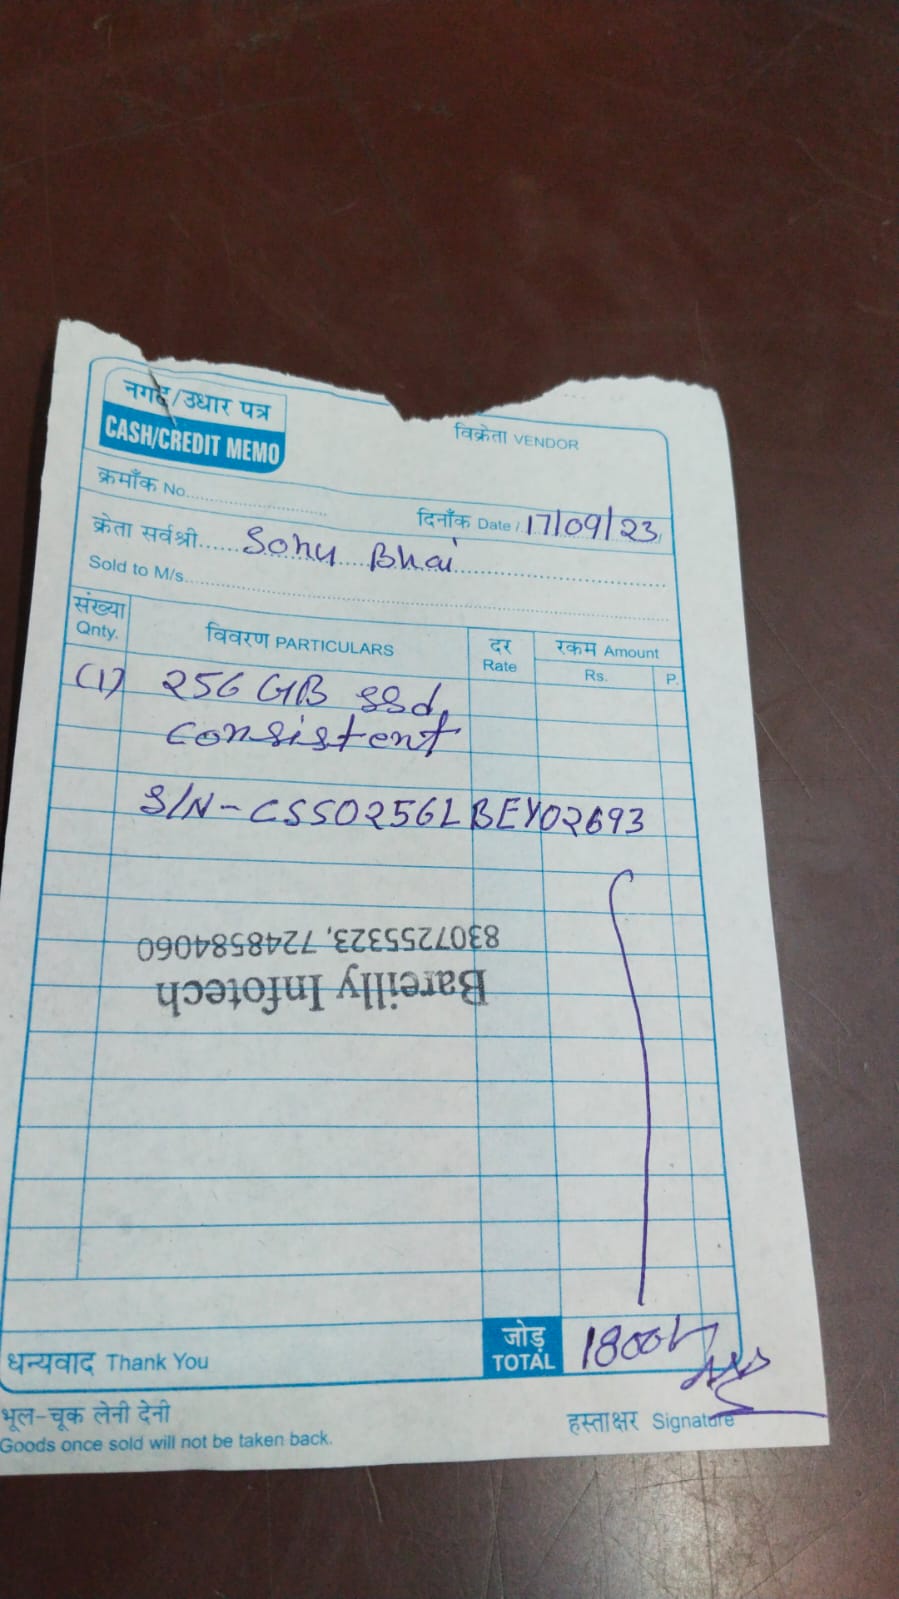 नगद/उधार पत्र
CASH/CREDIT MEMO
विक्रेता VENDOR
क्रमाँक No.
दिनाँक Date 17/09/23
क्रेता सर्वश्री Sonu Bhai
Sold to M/s.
संख्या Qnty. विवरण PARTICULARS दर Rate रकम Amount Rs. P.
(1) 256 GB SSd,
Consistent
S/N-CSSO256LBEY02693
8307255323, 7248584060
Bareilly Infotech
धन्यवाद Thank You जोड़ TOTAL 1800/-
भूल-चूक लेनी देनी
Goods once sold will not be taken back.
हस्ताक्षर Signature